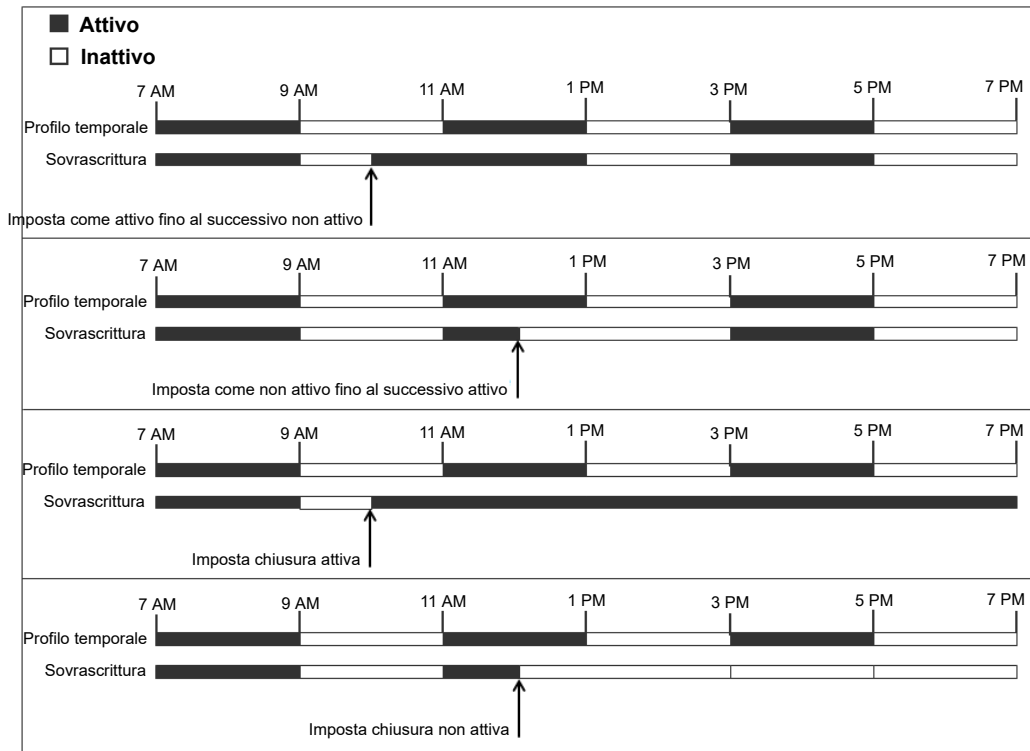 Attivo
Inattivo
7 AM 9 AM 11 AM 1 PM 3 PM 5 PM 7 PM
Profilo temporale
Sovrascrittura
Imposta come attivo fino al successivo non attivo
7 AM 9 AM 11 AM 1 PM 3 PM 5 PM 7 PM
Profilo temporale
Sovrascrittura
Imposta come non attivo fino al successivo attivo
7 AM 9 AM 11 AM 1 PM 3 PM 5 PM 7 PM
Profilo temporale
Sovrascrittura
Imposta chiusura attiva
7 AM 9 AM 11 AM 1 PM 3 PM 5 PM 7 PM
Profilo temporale
Sovrascrittura
Imposta chiusura non attiva